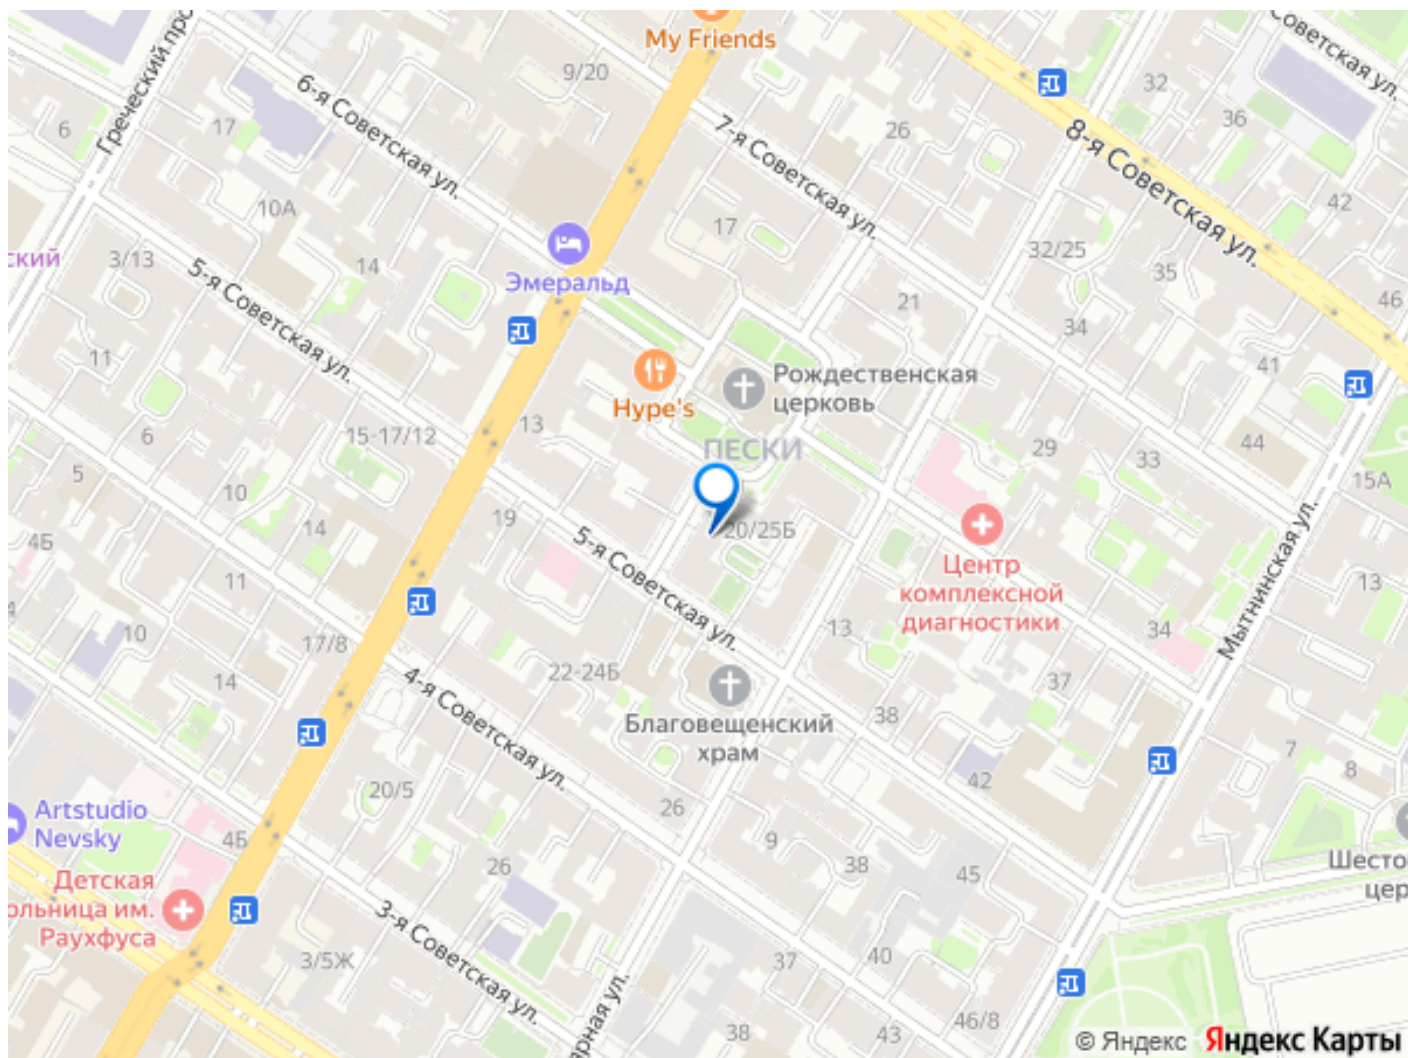 My Friends
Греческий про
6-я Советская ул.
9/20
7-я Советская ул.
26
8-я Советская ул.
Советская ул.
32
36
42
6
17
10А
3/13
14
ский
5-я Советская ул.
Эмеральд
17
21
32/25
35
34
46
41
11
Hype's
Рождественская
церковь
ПЕСКИ
13
15-17/12
6
5
10
14
19
4Б
11
29
33
44
15А
20/25Б
5-я Советская ул.
Центр
комплексной
диагностики
Мытнинская ул.
13
34
37
13
4
10
17/8
14
22-24Б
4-я Советская ул.
Благовещенский
храм
38
42
7
8
20/5
26
9
38
45
Artstudio
Nevsky
4Б
26
Детская
ольница им.
Раухфуса
3-я Советская ул.
3/5Ж
арная ул.
37
40
38
43
46/8
Шесто
цер
© Яндекс Яндекс Карты